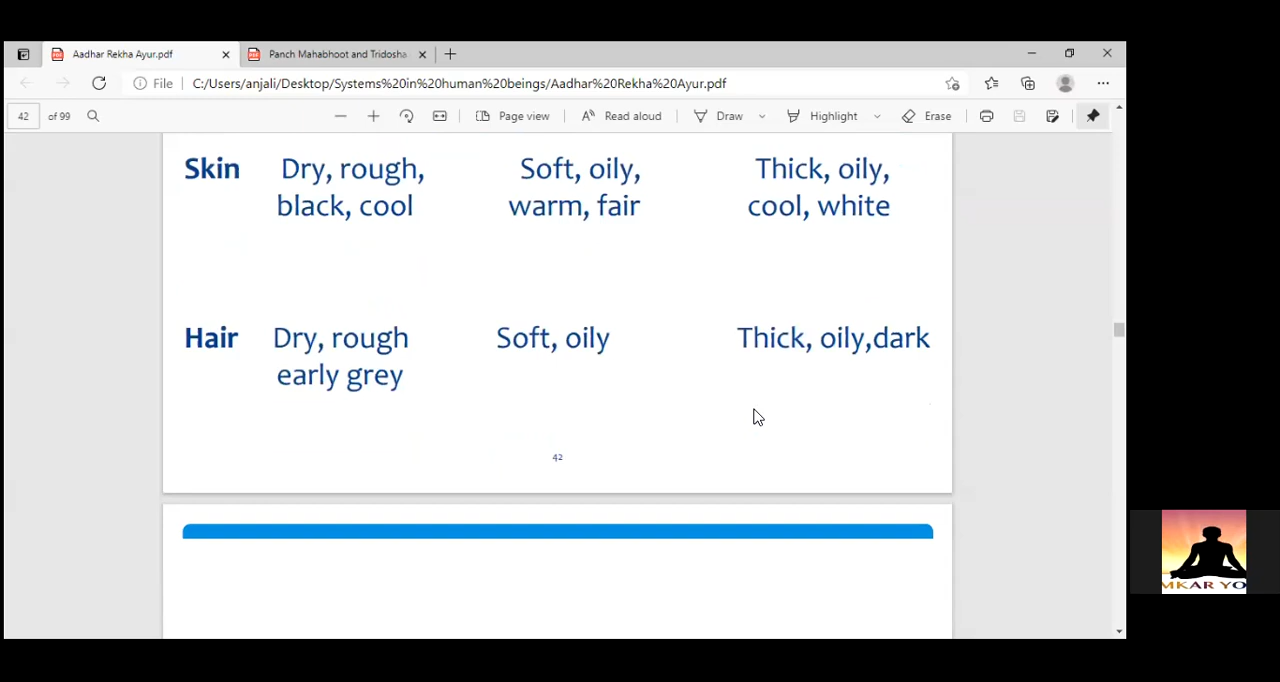 Aadhar Rekha Ayur.pdf
Panch Mahabhoot and Tridosha
File C:/Users/anjali/Desktop/Systems%20in%20human%20beings/Aadhar%20Rekha%20Ayur.pdf
42 of 99 Page view Read aloud Draw Highlight Erase
Skin Dry, rough, Soft, oily, Thick, oily,
black, cool warm, fair cool, white
Hair Dry, rough Soft, oily Thick, oily,dark
early grey
42
MKAR YO